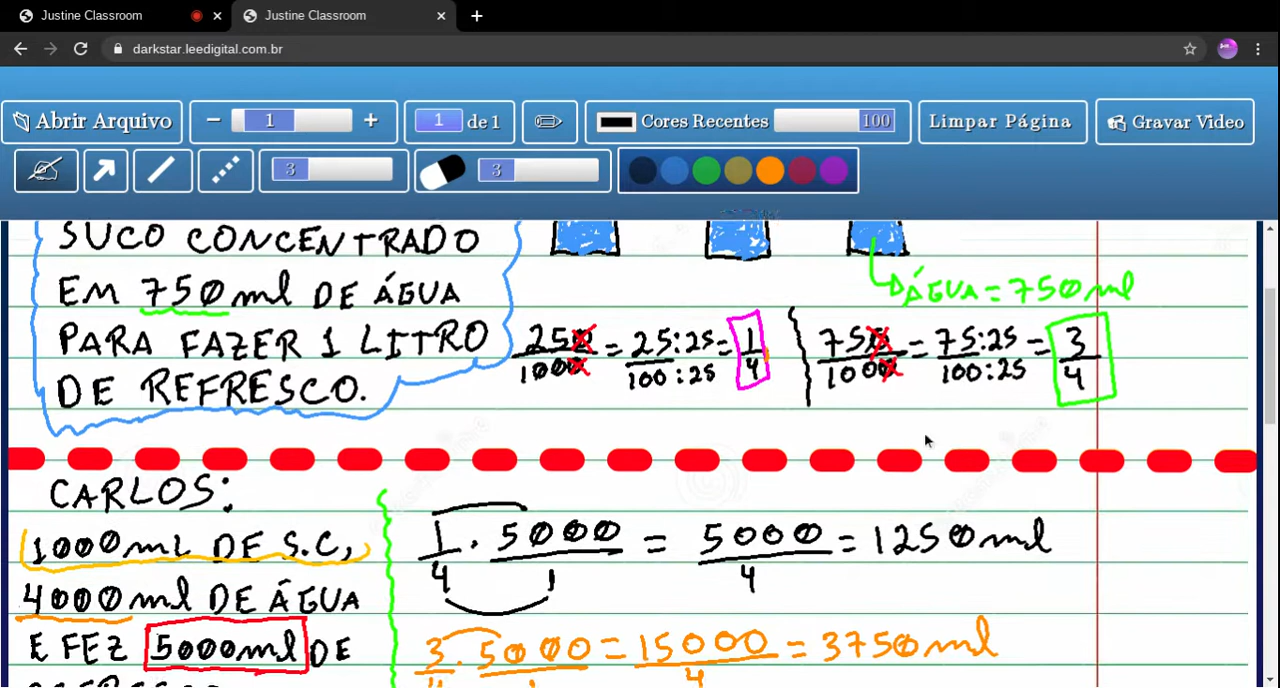 Justine Classroom
Justine Classroom
darkstar.leedigital.com.br
Abrir Arquivo
− 1 +
1 de 1
Cores Recentes 100
Limpar Página
Gravar Video
3
3
SUCO CONCENTRADO
EM 750ml DE ÁGUA
PARA FAZER 1 LITRO
DE REFRESCO.
ÁGUA = 750ml
250/1000 = 25:25/100:25 = 1/4
750/1000 = 75:25/100:25 = 3/4
CARLOS:
1000ml DE S.C,
4000ml DE ÁGUA
E FEZ 5000ml DE
1/4 . 5000/1 = 5000/4 = 1250ml
3/4 . 5000/1 = 15000/4 = 3750ml